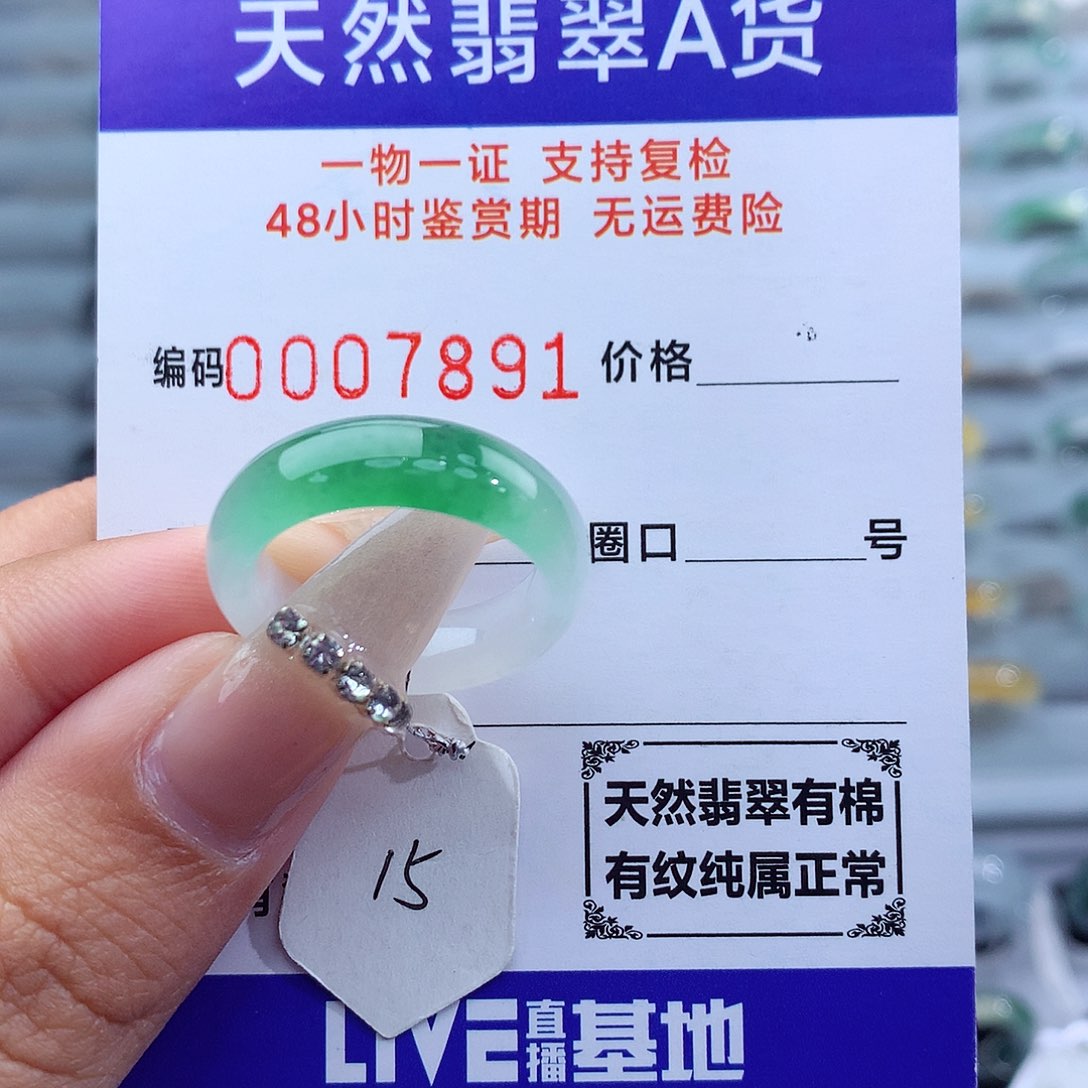 天然翡翠A货
一物一证 支持复检
48小时鉴赏期 无运费险
编码0007891 价格
圈口 号
天然翡翠有棉
有纹纯属正常
15
LIVE直播基地